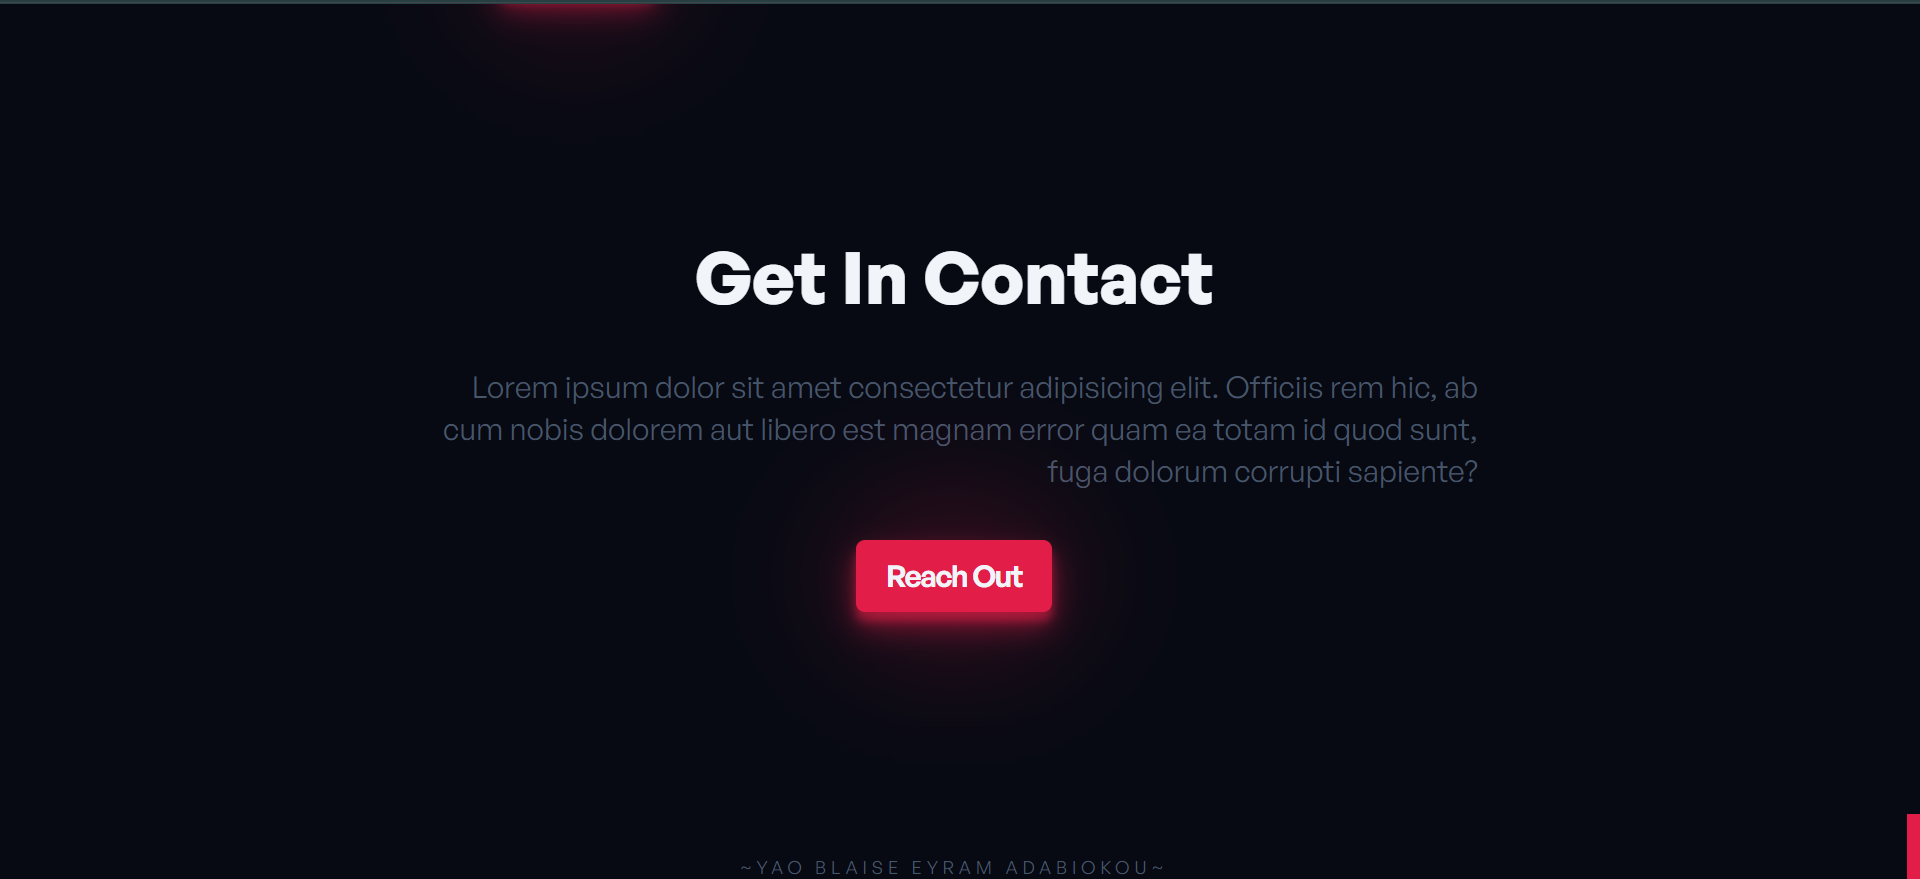 Get In Contact
Lorem ipsum dolor sit amet consectetur adipisicing elit. Officiis rem hic, ab
cum nobis dolorem aut libero est magnam error quam ea totam id quod sunt,
fuga dolorum corrupti sapiente?
Reach Out
~YAO BLAISE EYRAM ADABIOKOU~